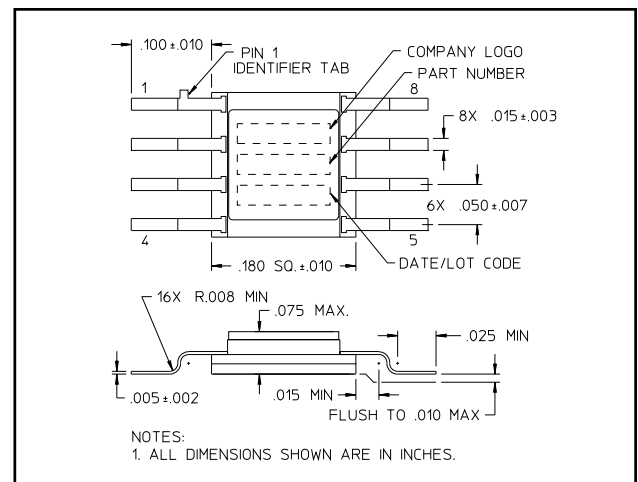 .100±.010
PIN 1
IDENTIFIER TAB
COMPANY LOGO
PART NUMBER
1
8
8X .015±.003
6X .050±.007
4
5
.180 SQ.±.010
DATE/LOT CODE
16X R.008 MIN
.075 MAX.
.025 MIN
.005±.002
.015 MIN
FLUSH TO .010 MAX
NOTES:
1. ALL DIMENSIONS SHOWN ARE IN INCHES.